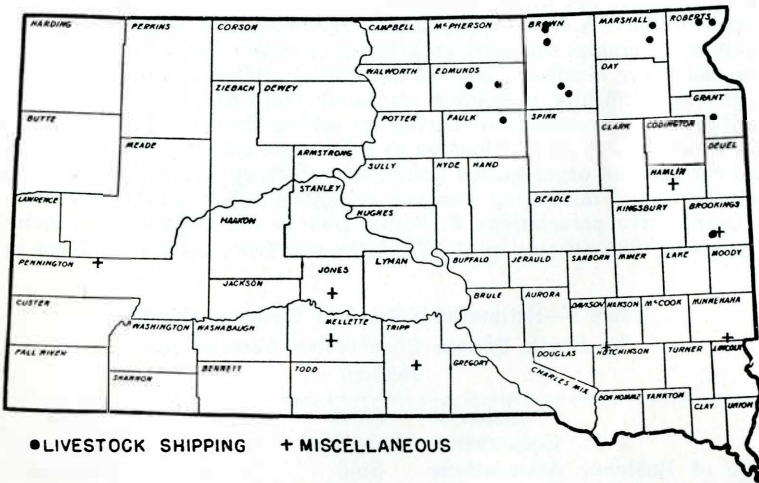 HARDING PERKINS CORSON CAMPBELL McPHERSON BROWN MARSHALL ROBERTS
WALWORTH EDMUNDS DAY
ZIEBACH DEWEY GRANT
BUTTE POTTER FAULK SPINK CLARK CODINGTON
MEADE DEUEL
ARMSTRONG SULLY HYDE HAND HAMLIN
LAWRENCE STANLEY BEADLE KINGSBURY BROOKINGS
HAAKON HUGHES
PENNINGTON JONES LYMAN BUFFALO JERAULD SANBORN MINER LAKE MOODY
JACKSON
CUSTER BRULE AURORA DAVISON HANSON McCOOK MINNEHAHA
WASHINGTON WASHABAUGH MELLETTE TRIPP
FALL RIVER DOUGLAS HUTCHINSON TURNER LINCOLN
SHANNON BENNETT TODD GREGORY CHARLES MIX
BON HOMME YANKTON CLAY UNION
●LIVESTOCK SHIPPING +MISCELLANEOUS